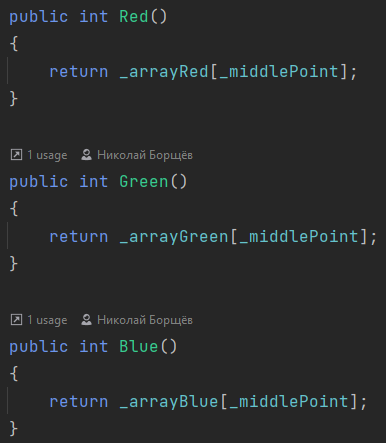 public int Red()
{
    return _arrayRed[_middlePoint];
}
1 usage Николай Борщёв
public int Green()
{
    return _arrayGreen[_middlePoint];
}
1 usage Николай Борщёв
public int Blue()
{
    return _arrayBlue[_middlePoint];
}